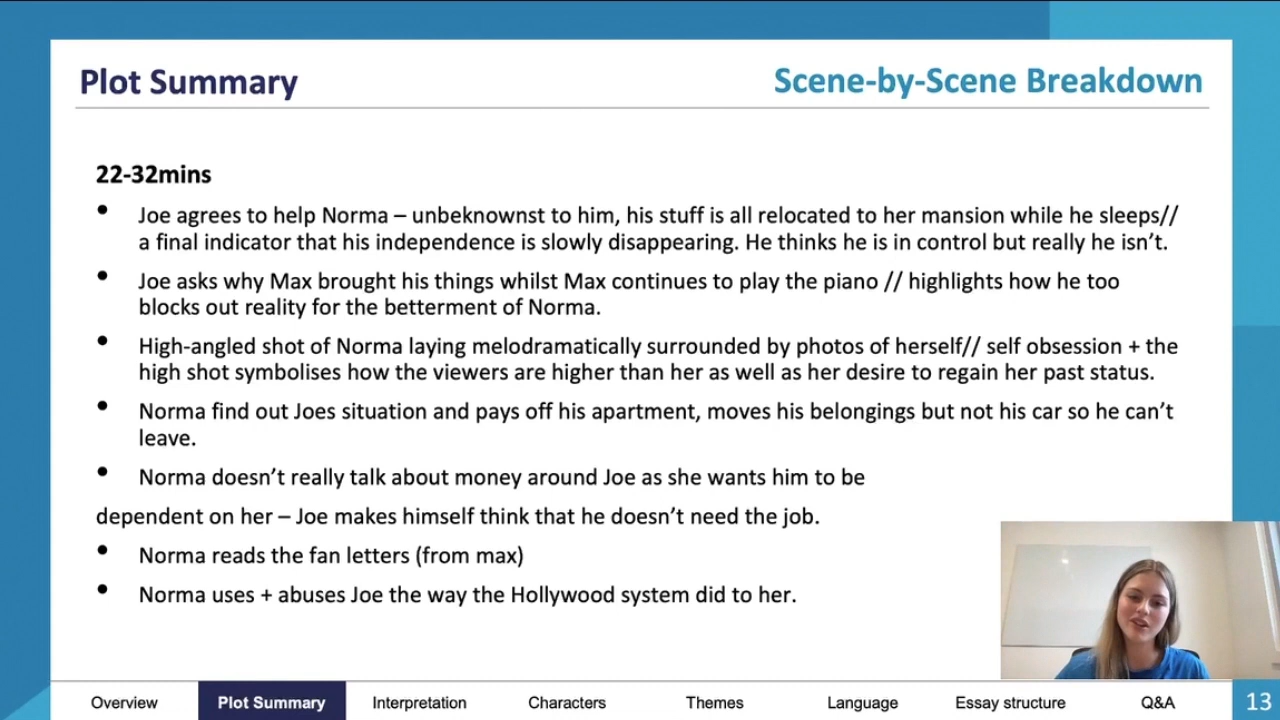 Plot Summary
Scene-by-Scene Breakdown
22-32mins
• Joe agrees to help Norma – unbeknownst to him, his stuff is all relocated to her mansion while he sleeps//
a final indicator that his independence is slowly disappearing. He thinks he is in control but really he isn't.
• Joe asks why Max brought his things whilst Max continues to play the piano // highlights how he too
blocks out reality for the betterment of Norma.
• High-angled shot of Norma laying melodramatically surrounded by photos of herself// self obsession + the
high shot symbolises how the viewers are higher than her as well as her desire to regain her past status.
• Norma find out Joes situation and pays off his apartment, moves his belongings but not his car so he can't
leave.
• Norma doesn't really talk about money around Joe as she wants him to be
dependent on her – Joe makes himself think that he doesn't need the job.
• Norma reads the fan letters (from max)
• Norma uses + abuses Joe the way the Hollywood system did to her.
Overview Plot Summary Interpretation Characters Themes Language Essay structure Q&A 13